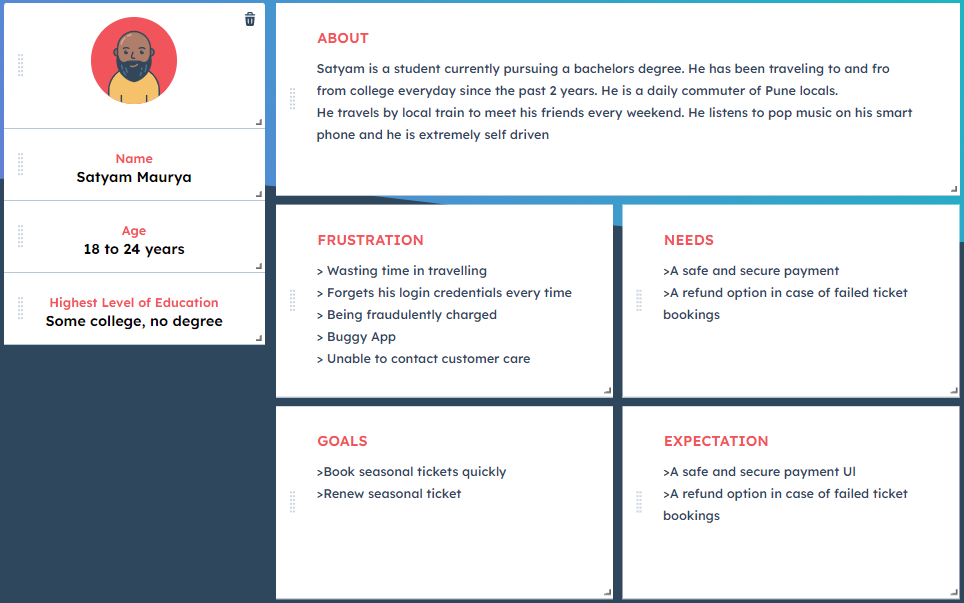 Name
Satyam Maurya
Age
18 to 24 years
Highest Level of Education
Some college, no degree
ABOUT
Satyam is a student currently pursuing a bachelors degree. He has been traveling to and fro
from college everyday since the past 2 years. He is a daily commuter of Pune locals.
He travels by local train to meet his friends every weekend. He listens to pop music on his smart
phone and he is extremely self driven
FRUSTRATION
> Wasting time in travelling
> Forgets his login credentials every time
> Being fraudulently charged
> Buggy App
> Unable to contact customer care
NEEDS
>A safe and secure payment
>A refund option in case of failed ticket
bookings
GOALS
>Book seasonal tickets quickly
>Renew seasonal ticket
EXPECTATION
>A safe and secure payment UI
>A refund option in case of failed ticket
bookings